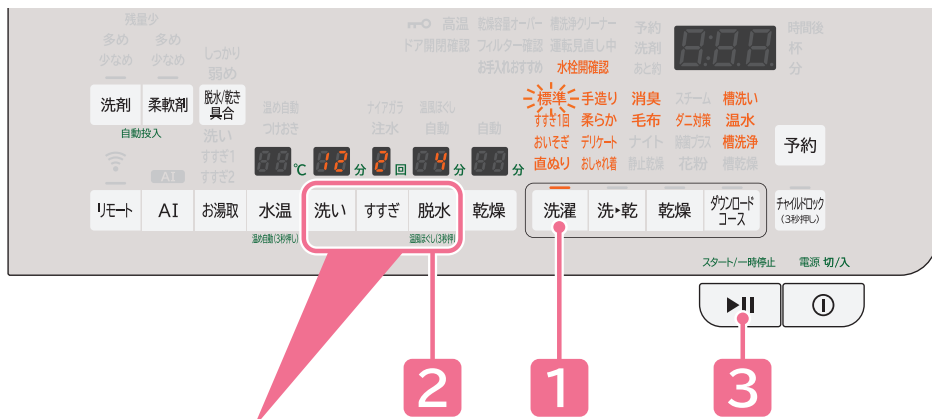 残量少
高温 乾燥容量オーバー 槽洗浄クリーナー
多め 多め
少なめ 少なめ
しっかり
弱め
ドア開閉確認 フィルター確認 運転見直し中
お手入れおすすめ 水栓開確認
予約
洗剤
あと約
8:88
時間後
杯
分
洗剤 柔軟剤 脱水/乾き具合
自動投入
洗い
すすぎ1
すすぎ2
AI
温め自動
つけおき
ナイアガラ
注水
温風ほぐし
自動
自動
標準 手造り 消臭 スチーム 槽洗い
すすぎ1回 柔らか 毛布 ダニ対策 温水
おいそぎ デリケート ナイト 除菌プラス 槽洗浄
直ぬり おしゃれ着 静止乾燥 花粉 槽乾燥
予約
88℃ 12分 2回 4分 88分
リモート AI お湯取 水温 洗い すすぎ 脱水 乾燥 洗濯 洗▸乾 乾燥 ダウンロードコース チャイルドロック
(3秒押し)
温め自動(3秒押し) 温風ほぐし(3秒押
スタート/一時停止 電源 切/入
2 1 3